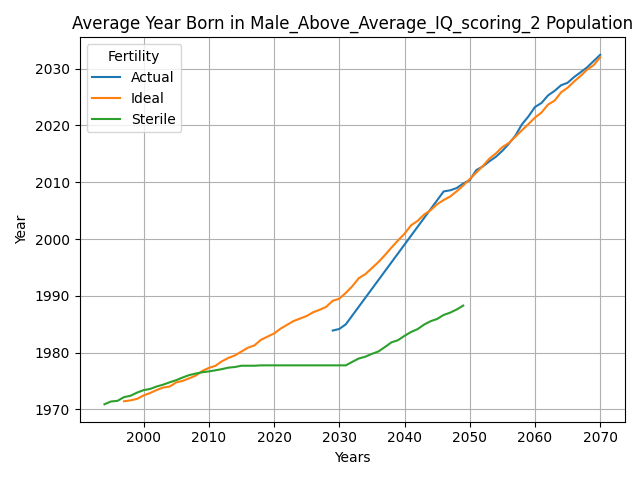 Average Year Born in Male_Above_Average_IQ_scoring_2 Population
Fertility
Actual
Ideal
Sterile
Year
2030
2020
2010
2000
1990
1980
1970
2000 2010 2020 2030 2040 2050 2060 2070
Years